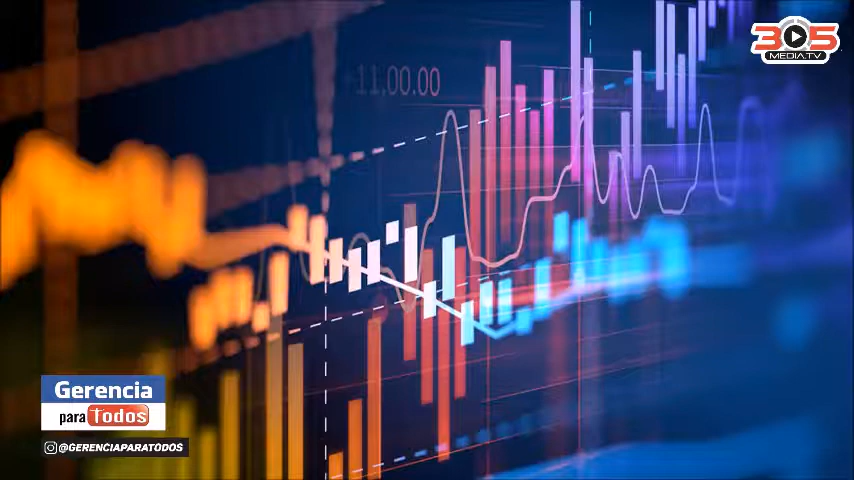 305
MEDIA.TV
11,00.00
Gerencia
para Todos
@GERENCIAPARATODOS